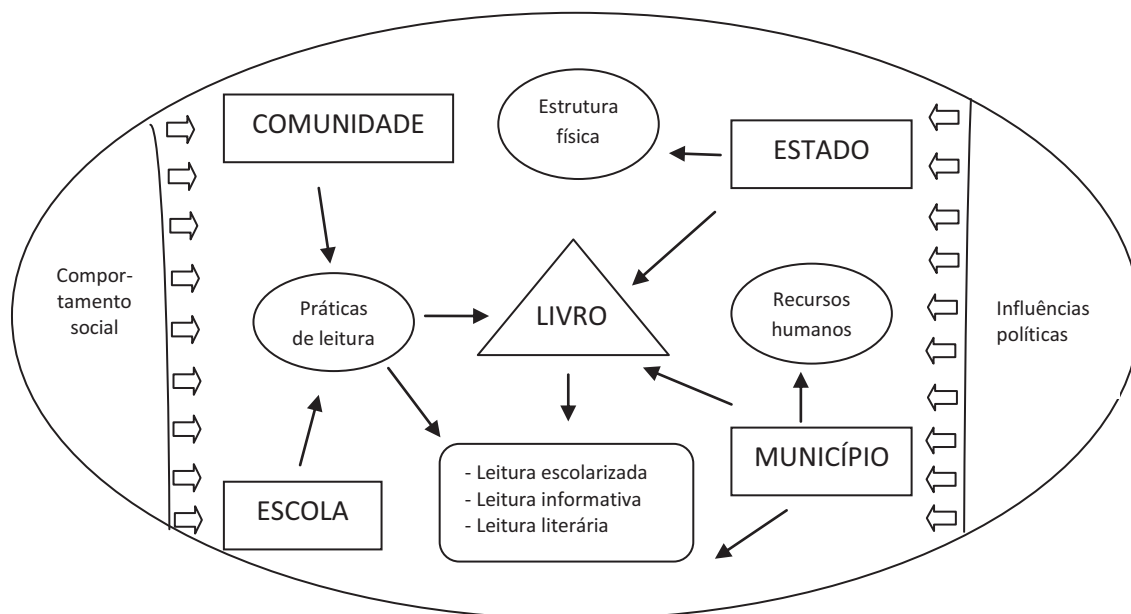 COMUNIDADE
Estrutura
física
ESTADO
Compor-
tamento
social
Práticas
de leitura
LIVRO
Recursos
humanos
Influências
políticas
- Leitura escolarizada
- Leitura informativa
- Leitura literária
MUNICÍPIO
ESCOLA